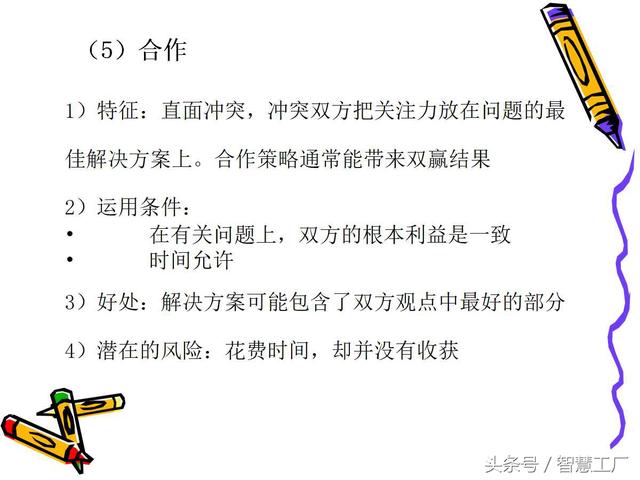 （5）合作
1）特征：直面冲突，冲突双方把关注力放在问题的最
佳解决方案上。合作策略通常能带来双赢结果
2）运用条件：
• 在有关问题上，双方的根本利益是一致
• 时间允许
3）好处：解决方案可能包含了双方观点中最好的部分
4）潜在的风险：花费时间，却并没有收获
头条号／智慧工厂